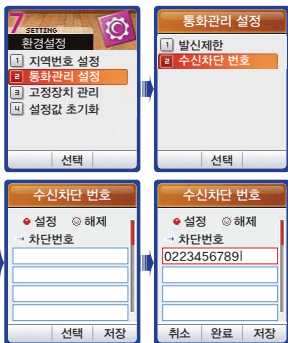 7 SETTING
환경설정
1 지역번호 설정
2 통화관리 설정
3 고정장치 관리
4 설정값 초기화
선택
통화관리 설정
1 발신제한
2 수신차단 번호
선택
수신차단 번호
설정 해제
→ 차단번호
선택 저장
수신차단 번호
설정 해제
→ 차단번호
0223456789
취소 완료 저장